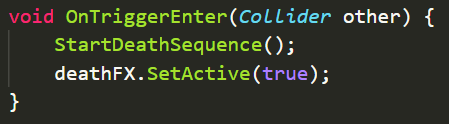 void OnTriggerEnter(Collider other) {
    StartDeathSequence();
    deathFX.SetActive(true);
}